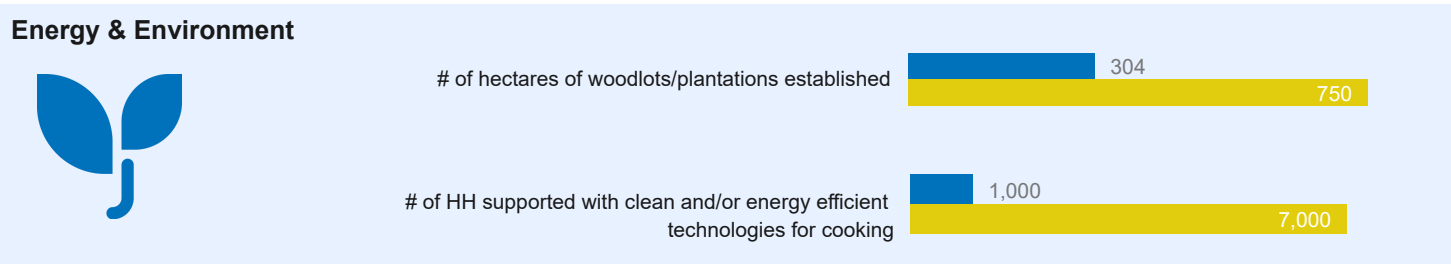 Energy & Environment
# of hectares of woodlots/plantations established
304
750
# of HH supported with clean and/or energy efficient
technologies for cooking
1,000
7,000